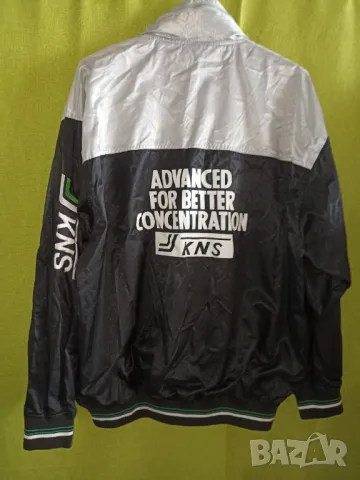 ADVANCED
FOR BETTER
CONCENTRATION
KNS
KNS
BAZAR